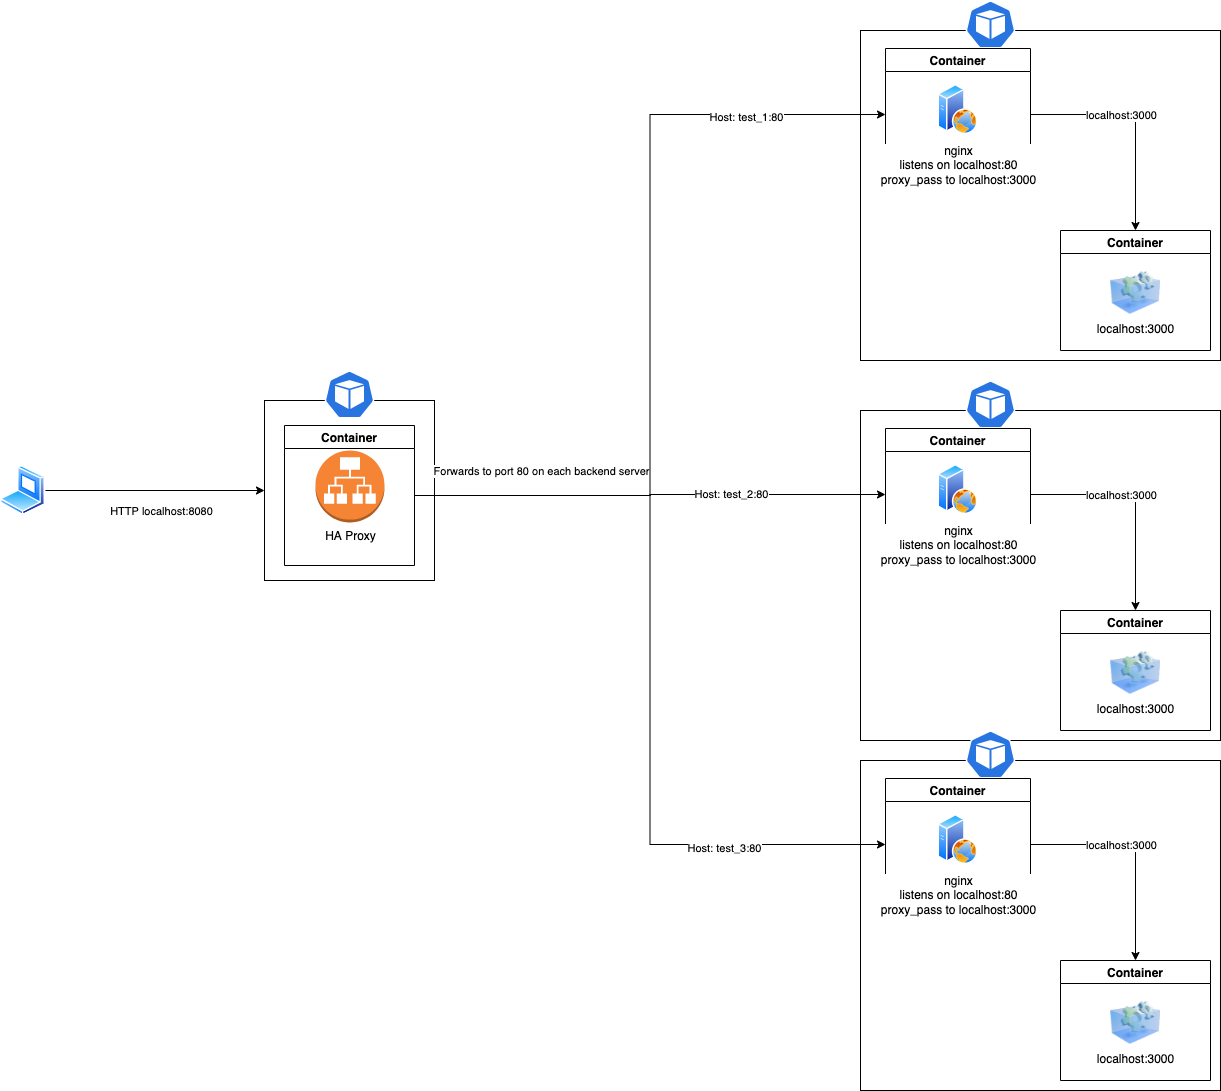 Container
nginx
listens on localhost:80
proxy_pass to localhost:3000
Host: test_1:80
localhost:3000
Container
localhost:3000
Container
HA Proxy
HTTP localhost:8080
Forwards to port 80 on each backend server
Container
nginx
listens on localhost:80
proxy_pass to localhost:3000
Host: test_2:80
localhost:3000
Container
localhost:3000
Container
nginx
listens on localhost:80
proxy_pass to localhost:3000
Host: test_3:80
localhost:3000
Container
localhost:3000